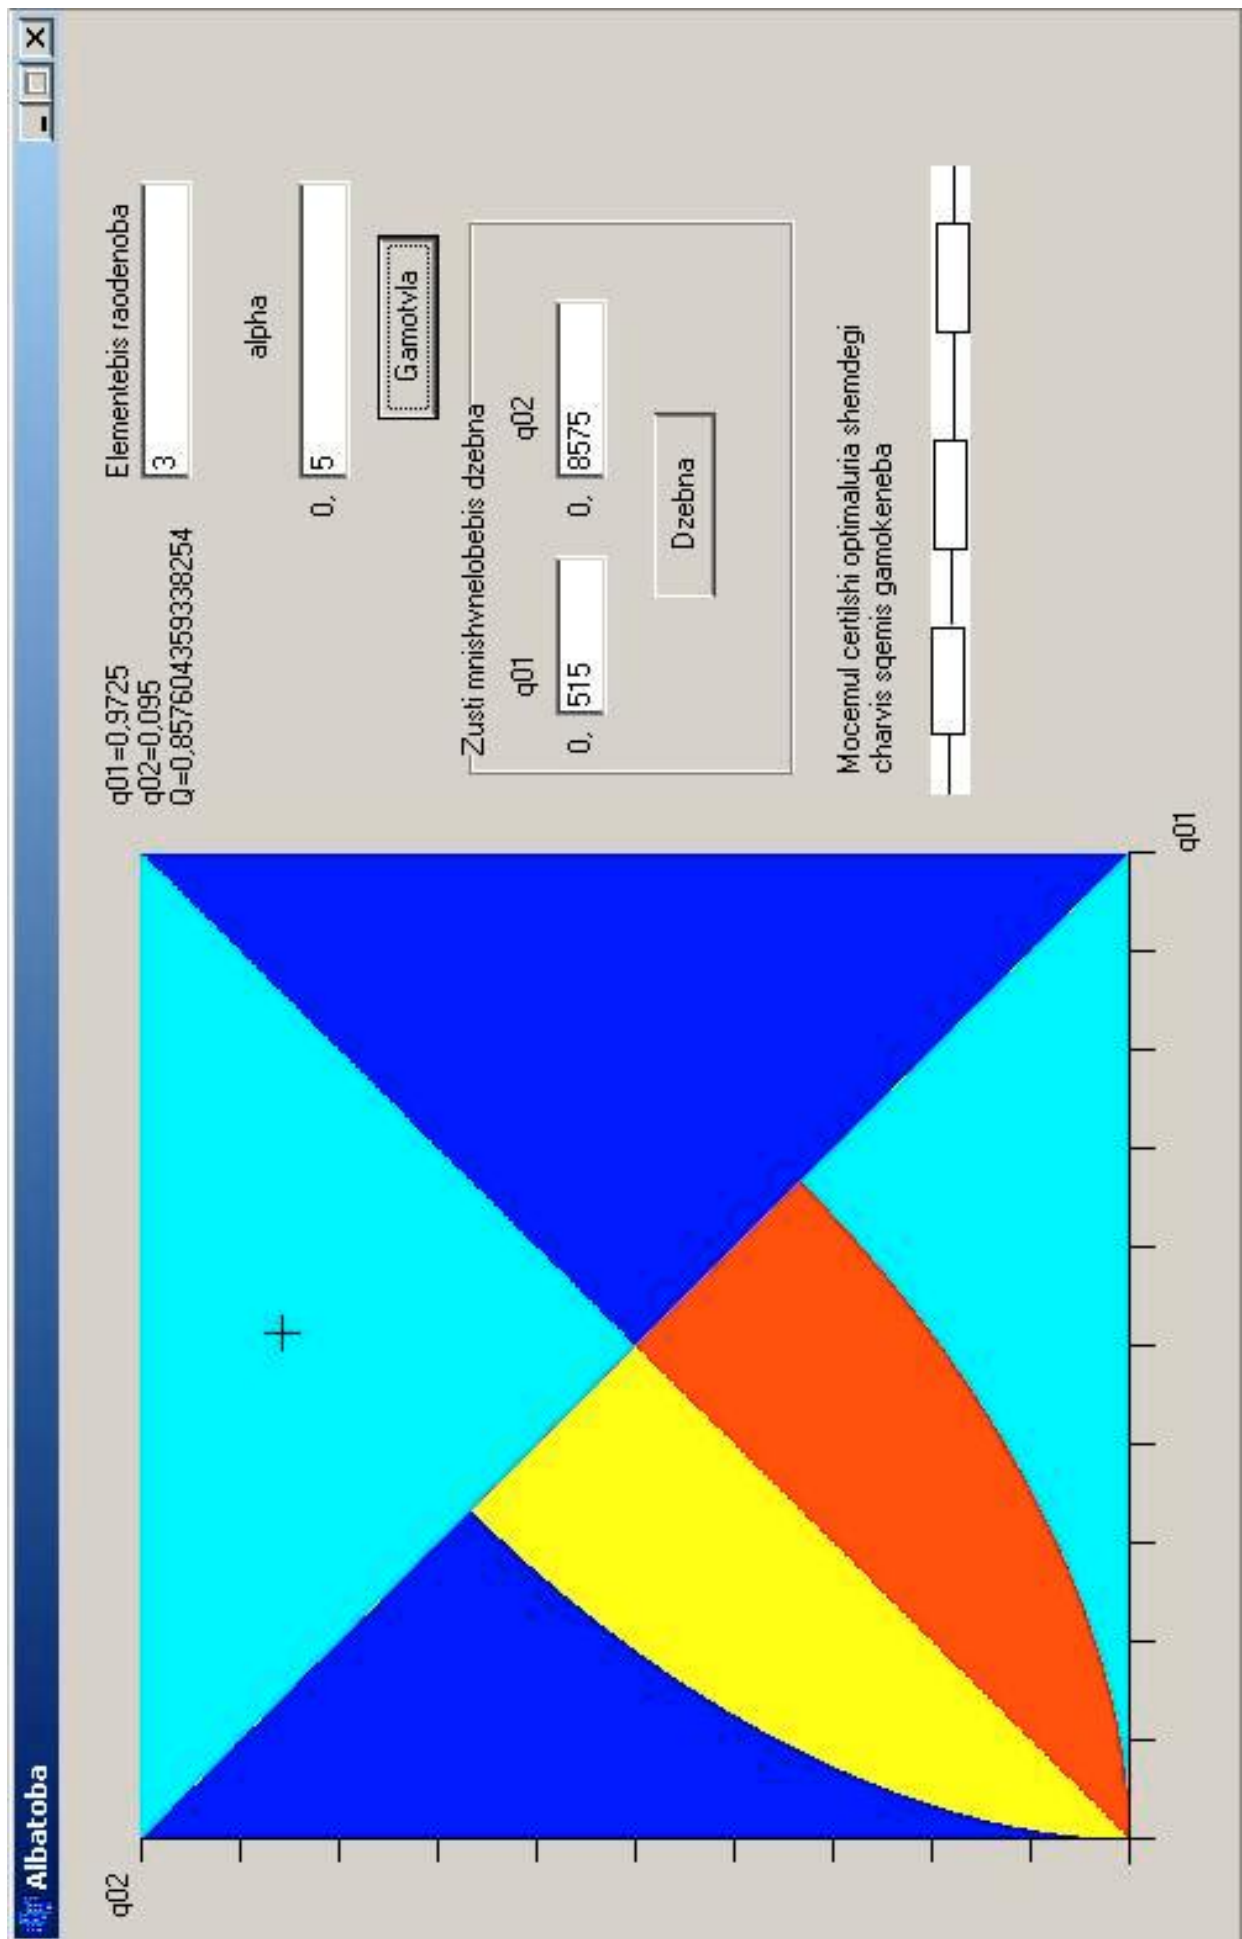 Albatoba
q02
q01=0,9725
q02=0,095
Q=0,857604359338254
Elementebis raodenoba
3
alpha
0, 5
Gamotvla
Zusti mnishvnelobebis dzebna
q01
q02
0, 515
0, 8575
Dzebna
Mocemul certilshi optimaluria shemdegi
charvis sqemis gamokeneba
q01